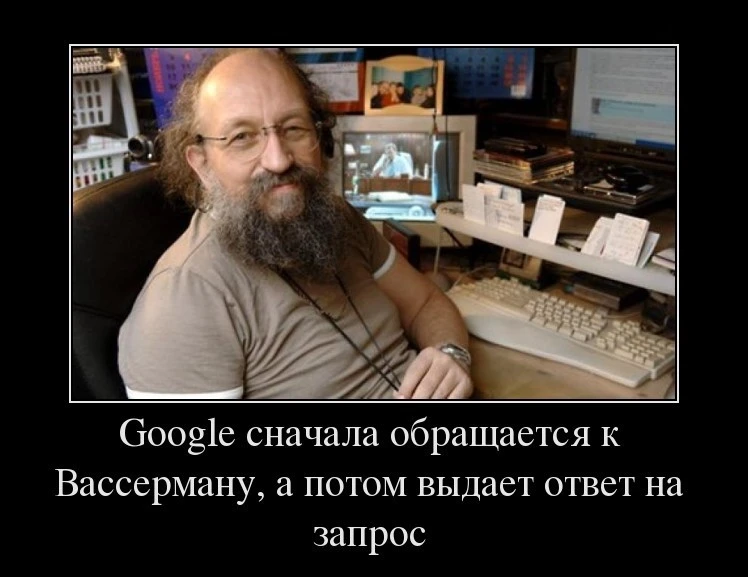 Google сначала обращается к
Вассерману, а потом выдает ответ на
запрос